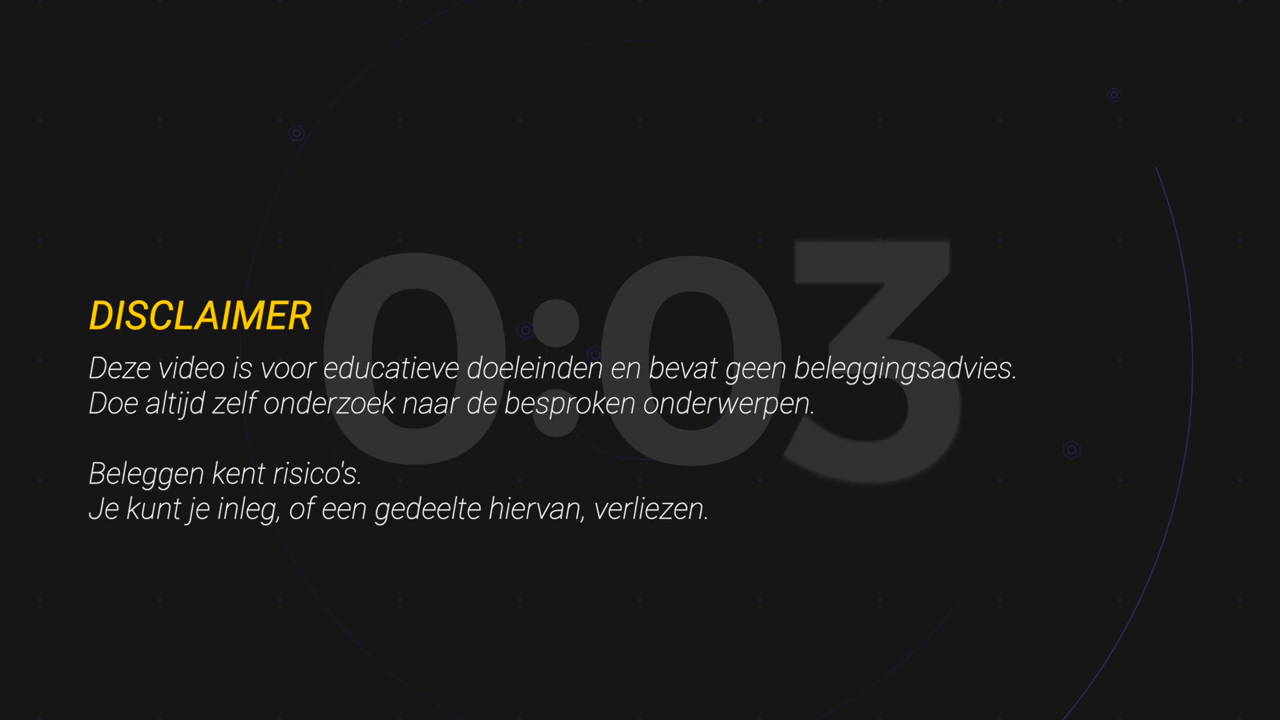 0:03
DISCLAIMER
Deze video is voor educatieve doeleinden en bevat geen beleggingsadvies.
Doe altijd zelf onderzoek naar de besproken onderwerpen.
Beleggen kent risico's.
Je kunt je inleg, of een gedeelte hiervan, verliezen.